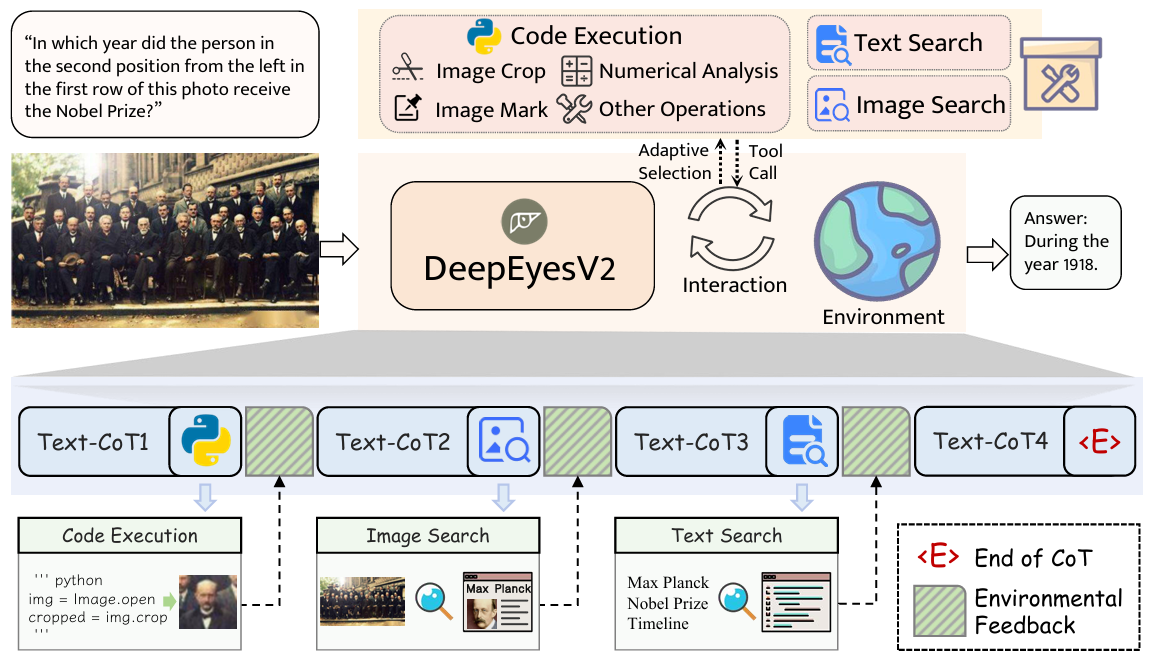 “In which year did the person in
the second position from the left in
the first row of this photo receive
the Nobel Prize?”
Code Execution
Image Crop
Numerical Analysis
Image Mark
Other Operations
Text Search
Image Search
Adaptive
Selection
Tool
Call
DeepEyesV2
Interaction
Environment
Answer:
During the
year 1918.
Text-CoT1
Text-CoT2
Text-CoT3
Text-CoT4
<E>
Code Execution
''' python
img = Image.open
cropped = img.crop
'''
Image Search
Max Planck
Text Search
Max Planck
Nobel Prize
Timeline
<E> End of CoT
Environmental
Feedback